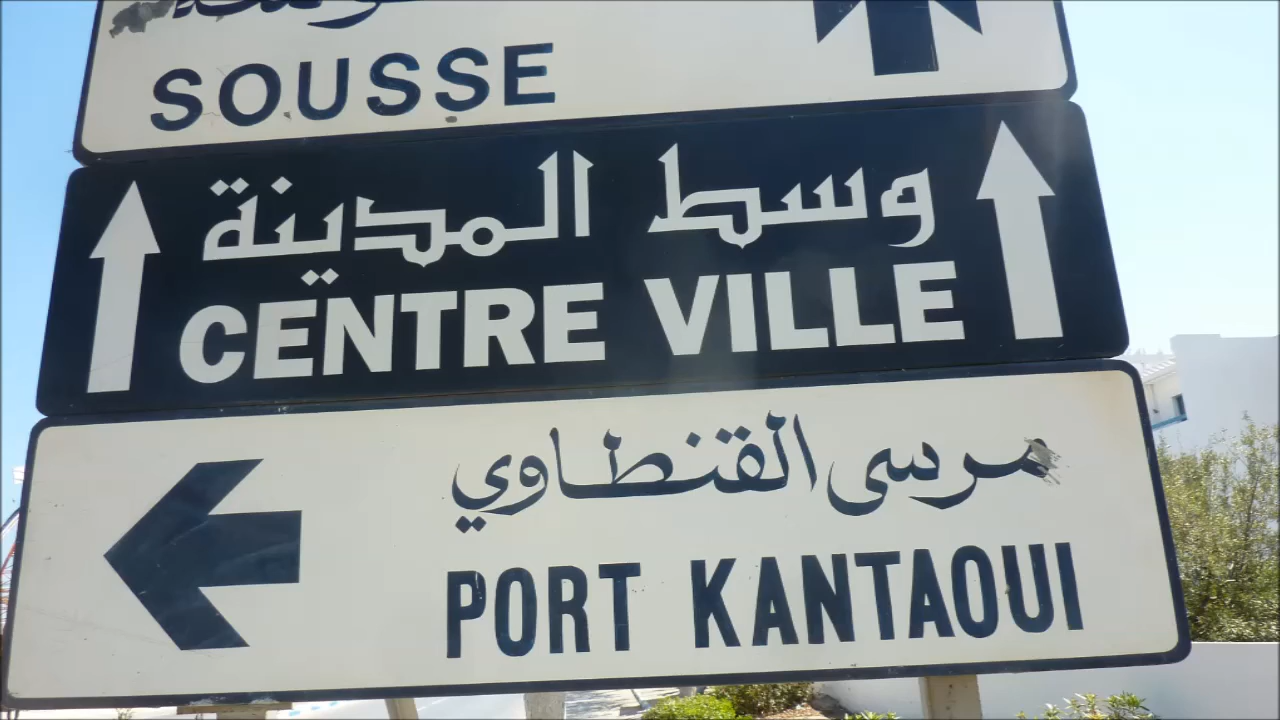 SOUSSE
وسط المدينة
CENTRE VILLE
مرسى القنطاوي
PORT KANTAOUI